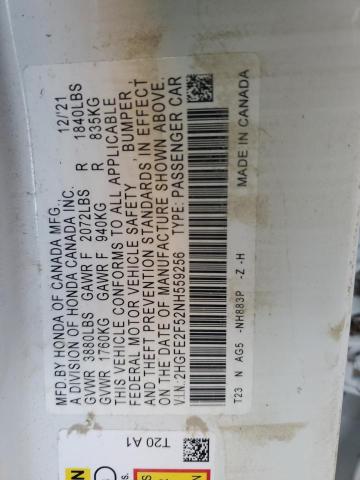 MFD.BY HONDA OF CANADA MFG., 12/21
A DIVISION OF HONDA CANADA INC.
GVWR 3880LBS GAWR F 2072LBS R 1840LBS
GVWR 1760KG GAWR F 940KG R 835KG
THIS VEHICLE CONFORMS TO ALL APPLICABLE
FEDERAL MOTOR VEHICLE SAFETY, BUMPER,
AND THEFT PREVENTION STANDARDS IN EFFECT
ON THE DATE OF MANUFACTURE SHOWN ABOVE.
V.I.N.:2HGFE2F52NH559256 TYPE: PASSENGER CAR
T23 N AG5 -NH883P -Z -H MADE IN CANADA
T20 A1